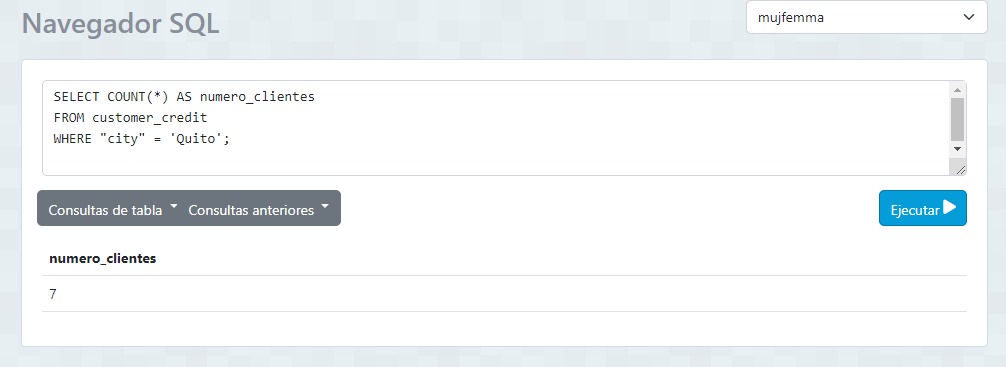 Navegador SQL
mujfemma
SELECT COUNT(*) AS numero_clientes
FROM customer_credit
WHERE "city" = 'Quito';
Consultas de tabla Consultas anteriores
Ejecutar
numero_clientes
7